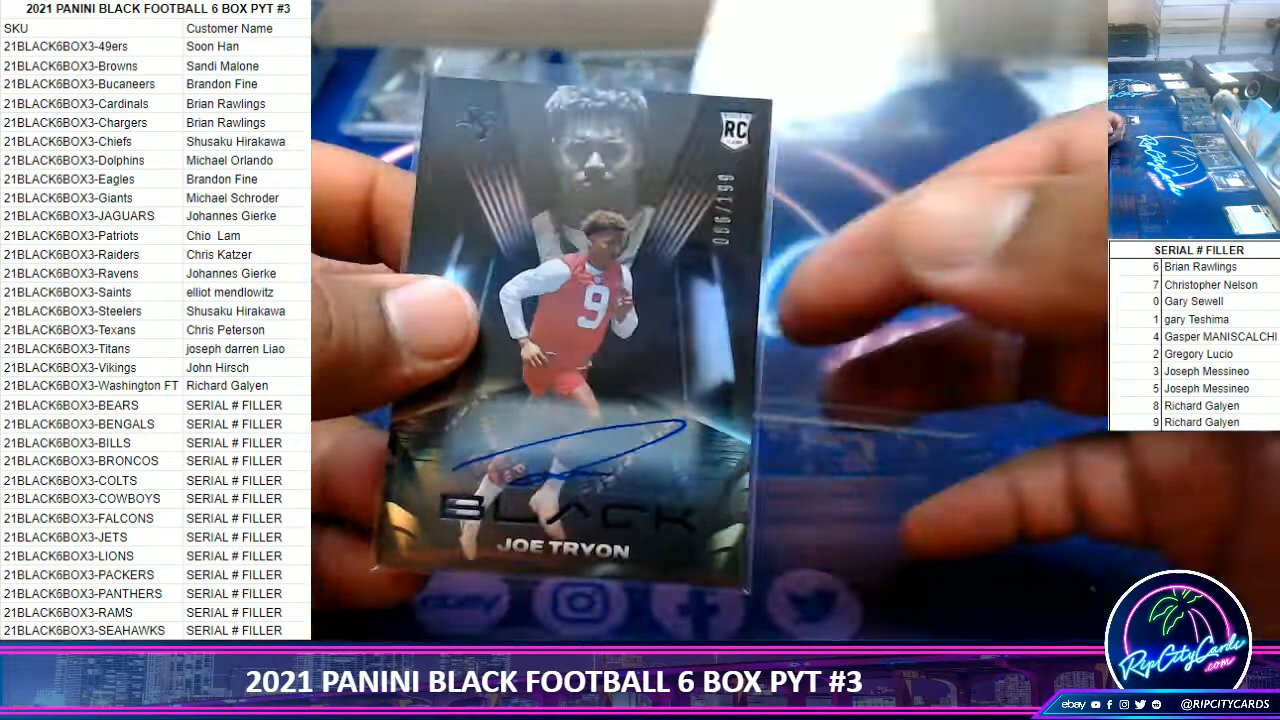 2021 PANINI BLACK FOOTBALL 6 BOX PYT #3
SKU Customer Name
21BLACK6BOX3-49ers Soon Han
21BLACK6BOX3-Browns Sandi Malone
21BLACK6BOX3-Bucaneers Brandon Fine
21BLACK6BOX3-Cardinals Brian Rawlings
21BLACK6BOX3-Chargers Brian Rawlings
21BLACK6BOX3-Chiefs Shusaku Hirakawa
21BLACK6BOX3-Dolphins Michael Orlando
21BLACK6BOX3-Eagles Brandon Fine
21BLACK6BOX3-Giants Michael Schroder
21BLACK6BOX3-JAGUARS Johannes Gierke
21BLACK6BOX3-Patriots Chio Lam
21BLACK6BOX3-Raiders Chris Katzer
21BLACK6BOX3-Ravens Johannes Gierke
21BLACK6BOX3-Saints elliot mendlowitz
21BLACK6BOX3-Steelers Shusaku Hirakawa
21BLACK6BOX3-Texans Chris Peterson
21BLACK6BOX3-Titans joseph darren Liao
21BLACK6BOX3-Vikings John Hirsch
21BLACK6BOX3-Washington FT Richard Galyen
21BLACK6BOX3-BEARS SERIAL # FILLER
21BLACK6BOX3-BENGALS SERIAL # FILLER
21BLACK6BOX3-BILLS SERIAL # FILLER
21BLACK6BOX3-BRONCOS SERIAL # FILLER
21BLACK6BOX3-COLTS SERIAL # FILLER
21BLACK6BOX3-COWBOYS SERIAL # FILLER
21BLACK6BOX3-FALCONS SERIAL # FILLER
21BLACK6BOX3-JETS SERIAL # FILLER
21BLACK6BOX3-LIONS SERIAL # FILLER
21BLACK6BOX3-PACKERS SERIAL # FILLER
21BLACK6BOX3-PANTHERS SERIAL # FILLER
21BLACK6BOX3-RAMS SERIAL # FILLER
21BLACK6BOX3-SEAHAWKS SERIAL # FILLER
RC
9
BLACK
JOE TRYON
SERIAL # FILLER
6 Brian Rawlings
7 Christopher Nelson
0 Gary Sewell
1 gary Teshima
4 Gasper MANISCALCHI
2 Gregory Lucio
3 Joseph Messineo
5 Joseph Messineo
8 Richard Galyen
9 Richard Galyen
RipCityCards
.com
2021 PANINI BLACK FOOTBALL 6 BOX PYT #3
ebay @RIPCITYCARDS